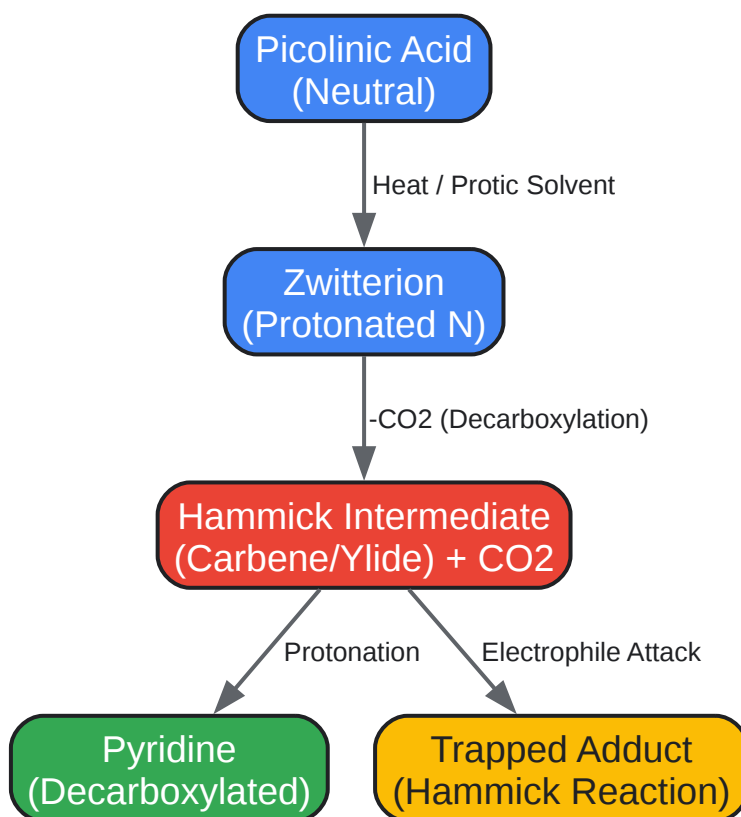 Picolinic Acid
(Neutral)
Heat / Protic Solvent
Zwitterion
(Protonated N)
-CO2 (Decarboxylation)
Hammick Intermediate
(Carbene/Ylide) + CO2
Protonation
Electrophile Attack
Pyridine
(Decarboxylated)
Trapped Adduct
(Hammick Reaction)